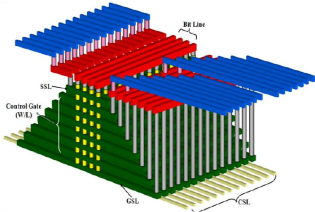 Bit Line
SSL
Control Gate
(W/L)
GSL
CSL